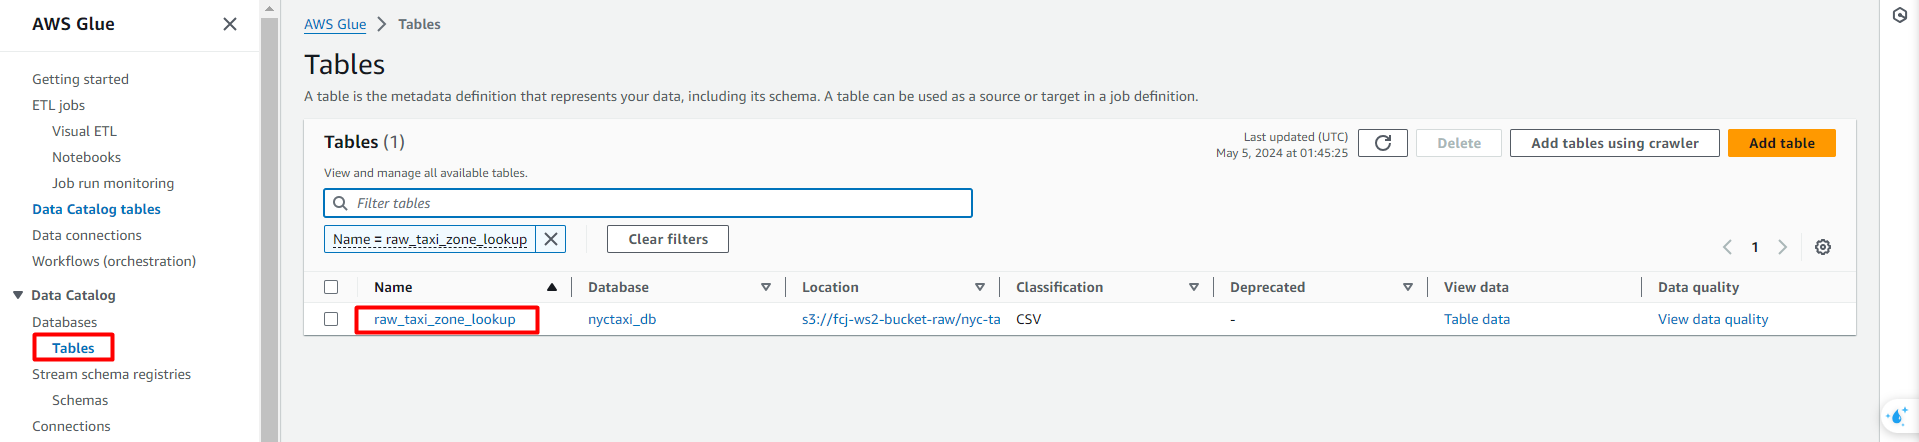 AWS Glue
Getting started
ETL jobs
Visual ETL
Notebooks
Job run monitoring
Data Catalog tables
Data connections
Workflows (orchestration)
Data Catalog
Databases
Tables
Stream schema registries
Schemas
Connections
AWS Glue > Tables
Tables
A table is the metadata definition that represents your data, including its schema. A table can be used as a source or target in a job definition.
Tables (1)
Last updated (UTC)
May 5, 2024 at 01:45:25
Delete
Add tables using crawler
Add table
View and manage all available tables.
Filter tables
Name = raw_taxi_zone_lookup
Clear filters
1
Name Database Location Classification Deprecated View data Data quality
raw_taxi_zone_lookup nyctaxi_db s3://fcj-ws2-bucket-raw/nyc-ta CSV - Table data View data quality